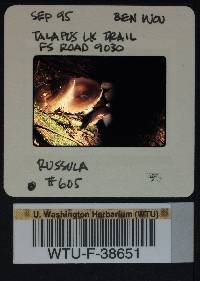 SEP 95 BEN WOO
TALAPUS LK TRAIL
FS ROAD 9030
RUSSULA
#605
U. Washington Herbarium (WTU)
WTU-F-38651